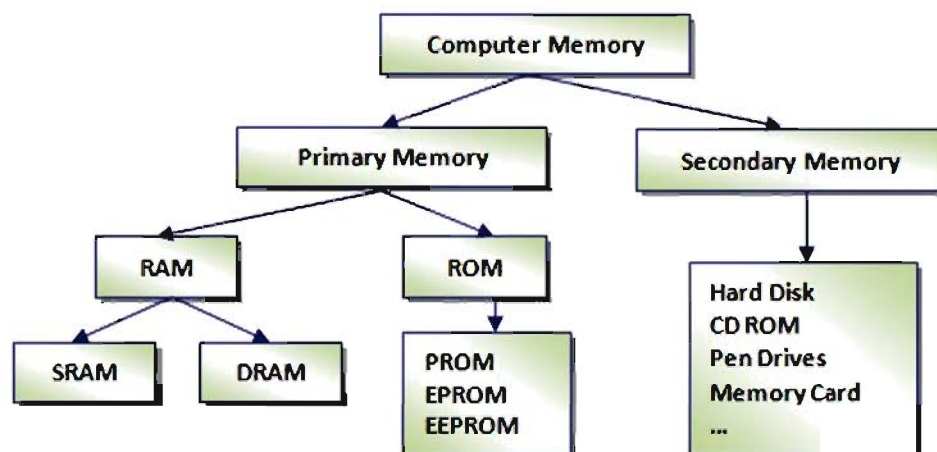 Computer Memory
Primary Memory
Secondary Memory
RAM
ROM
SRAM
DRAM
PROM
EPROM
EEPROM
Hard Disk
CD ROM
Pen Drives
Memory Card
...